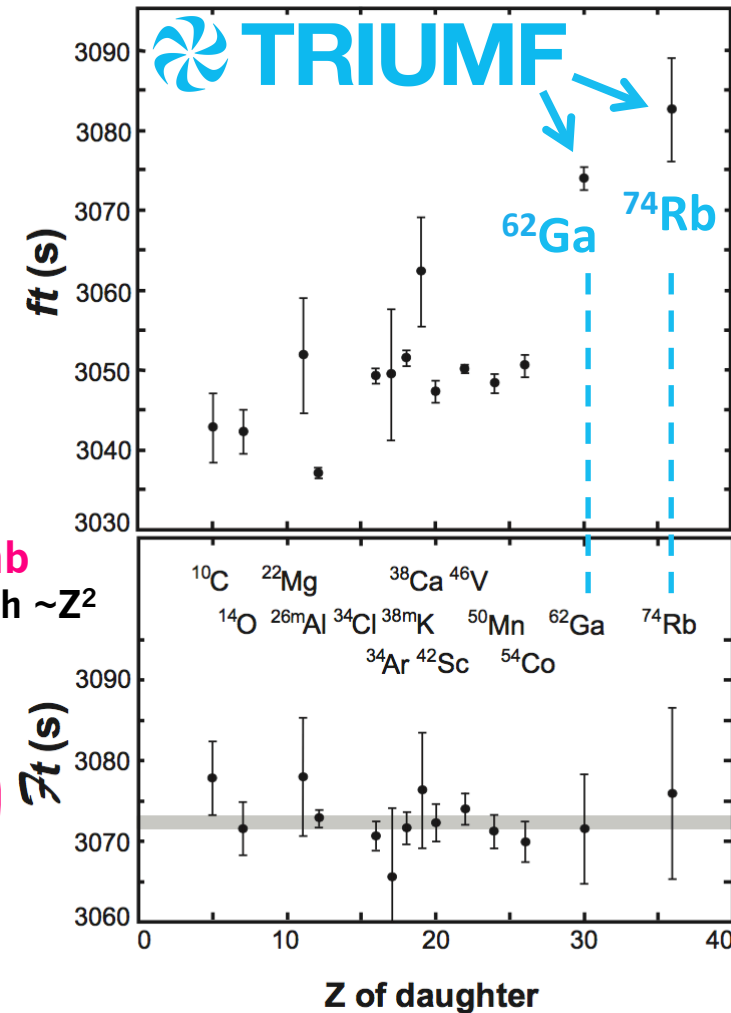 TRIUMF
3090
3080
3070
3060
3050
3040
3030
ft (s)
⁶²Ga
⁷⁴Rb
h ~Z²
¹⁰C ²²Mg ³⁸Ca ⁴⁶V
¹⁴O ²⁶ᵐAl ³⁴Cl ³⁸ᵐK ⁵⁰Mn ⁶²Ga ⁷⁴Rb
³⁴Ar ⁴²Sc ⁵⁴Co
3090
3080
3070
3060
ℱt (s)
0 10 20 30 40
Z of daughter